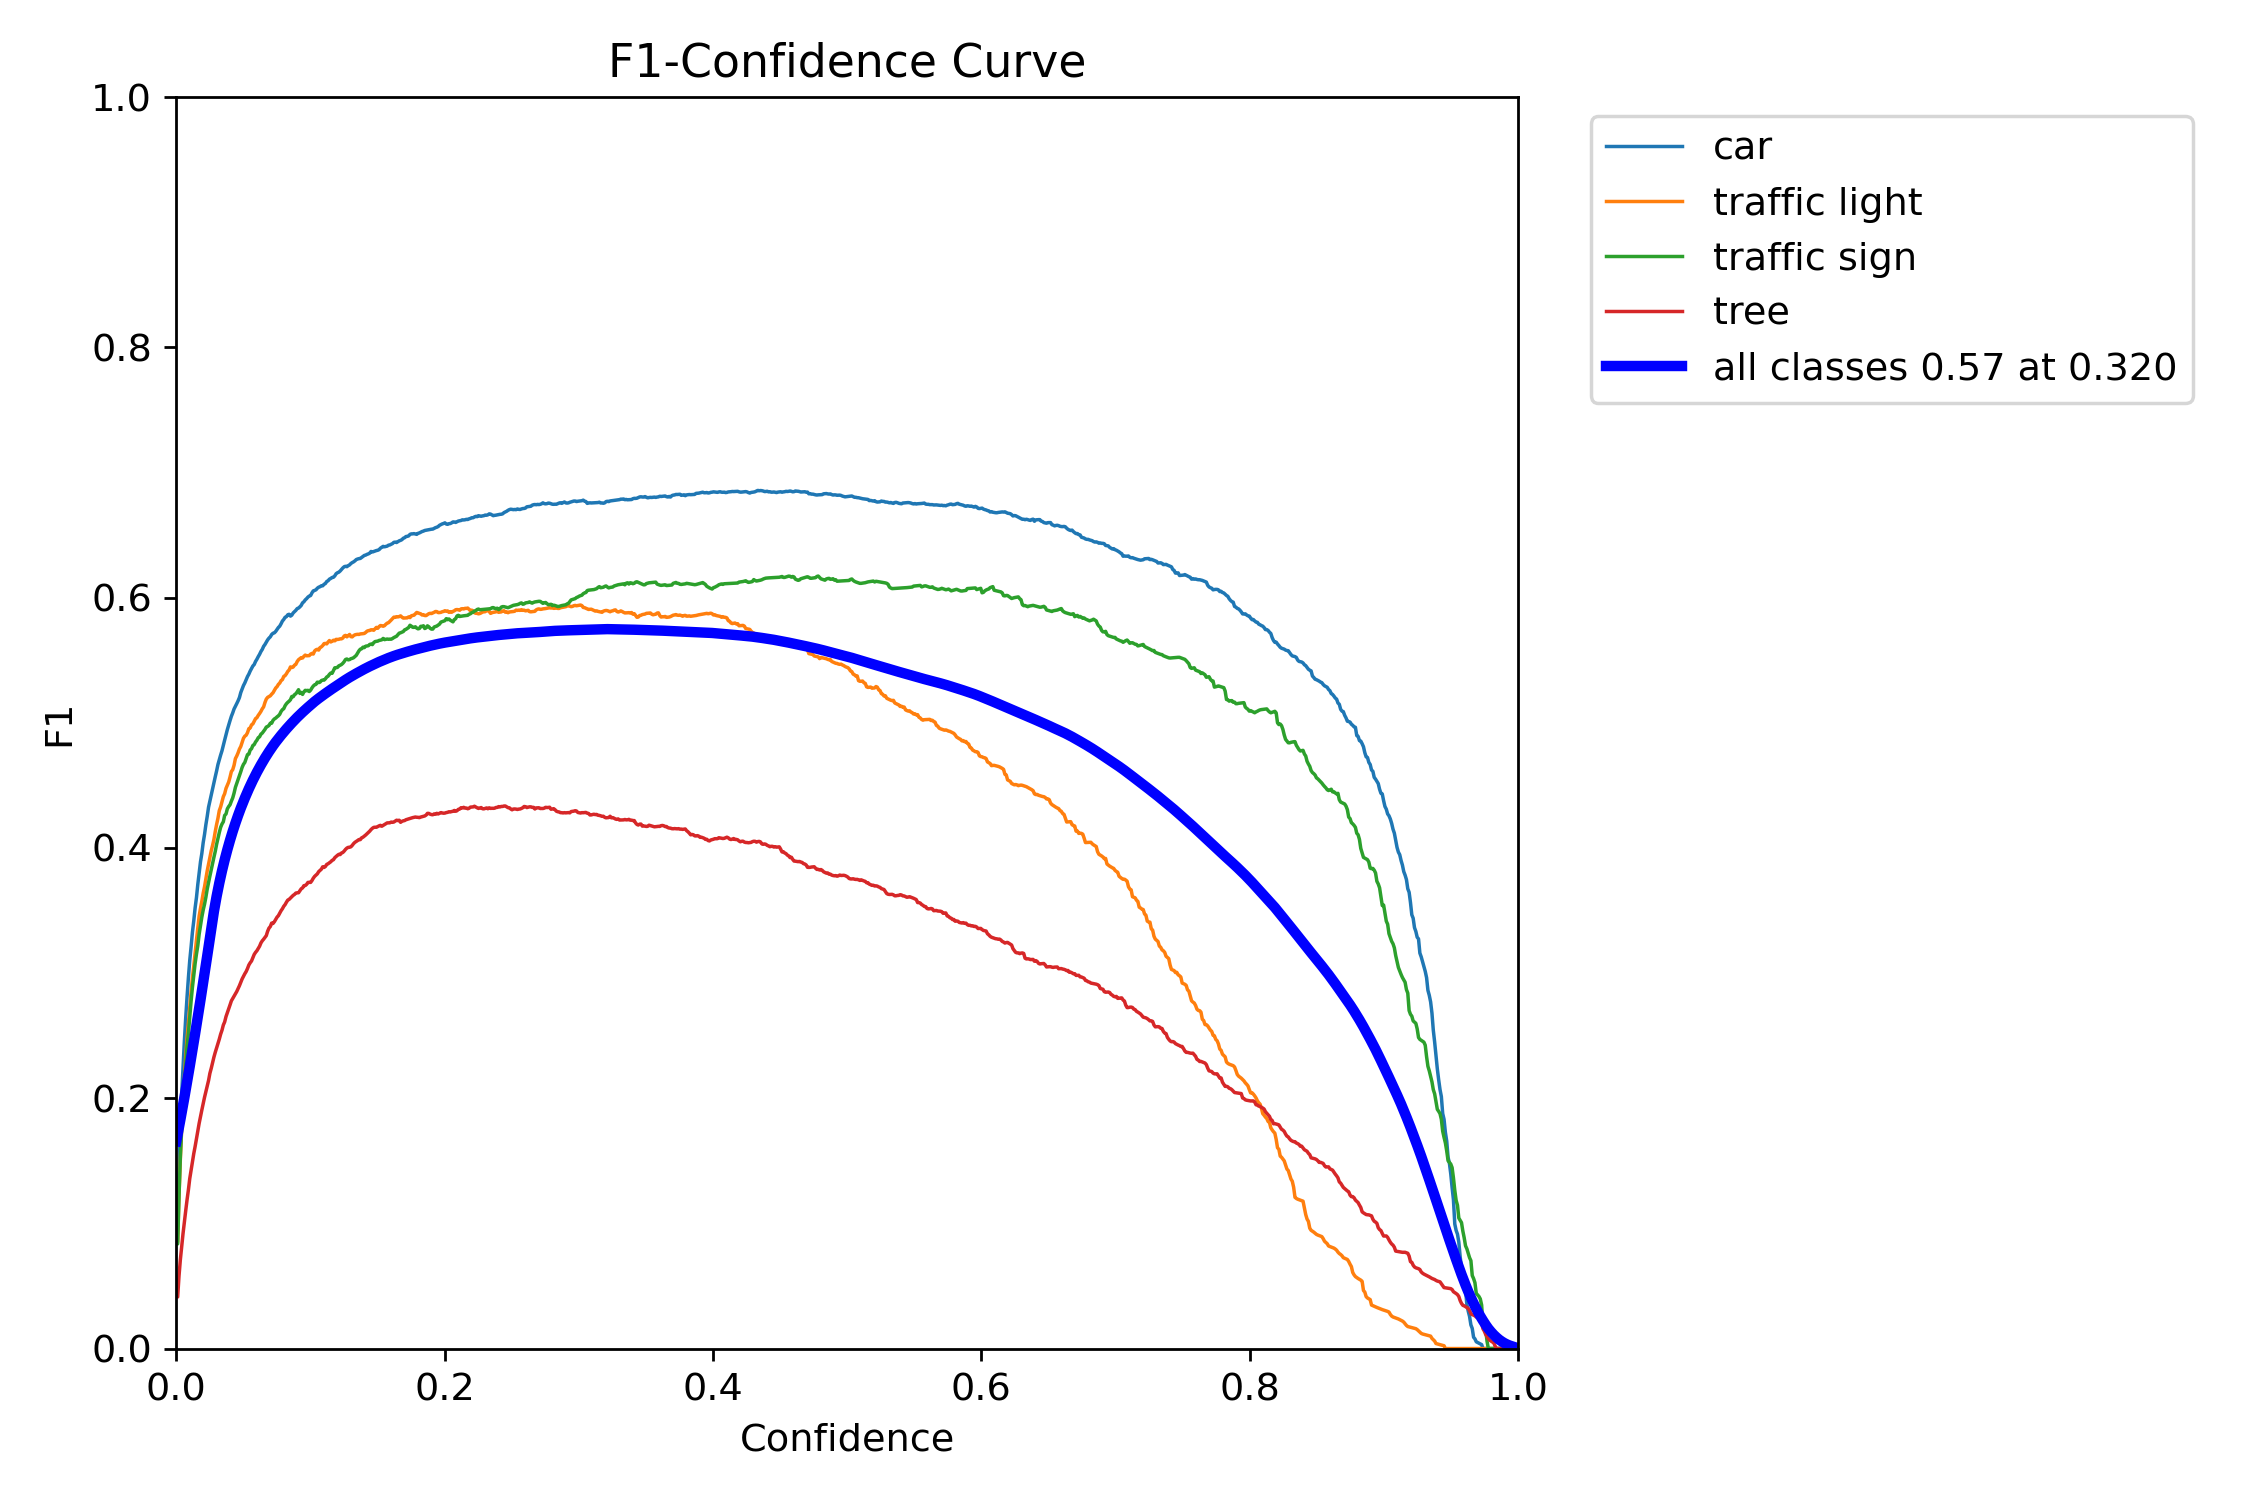 F1-Confidence Curve
1.0
0.8
0.6
0.4
0.2
0.0
F1
0.0 0.2 0.4 0.6 0.8 1.0
Confidence
car
traffic light
traffic sign
tree
all classes 0.57 at 0.320